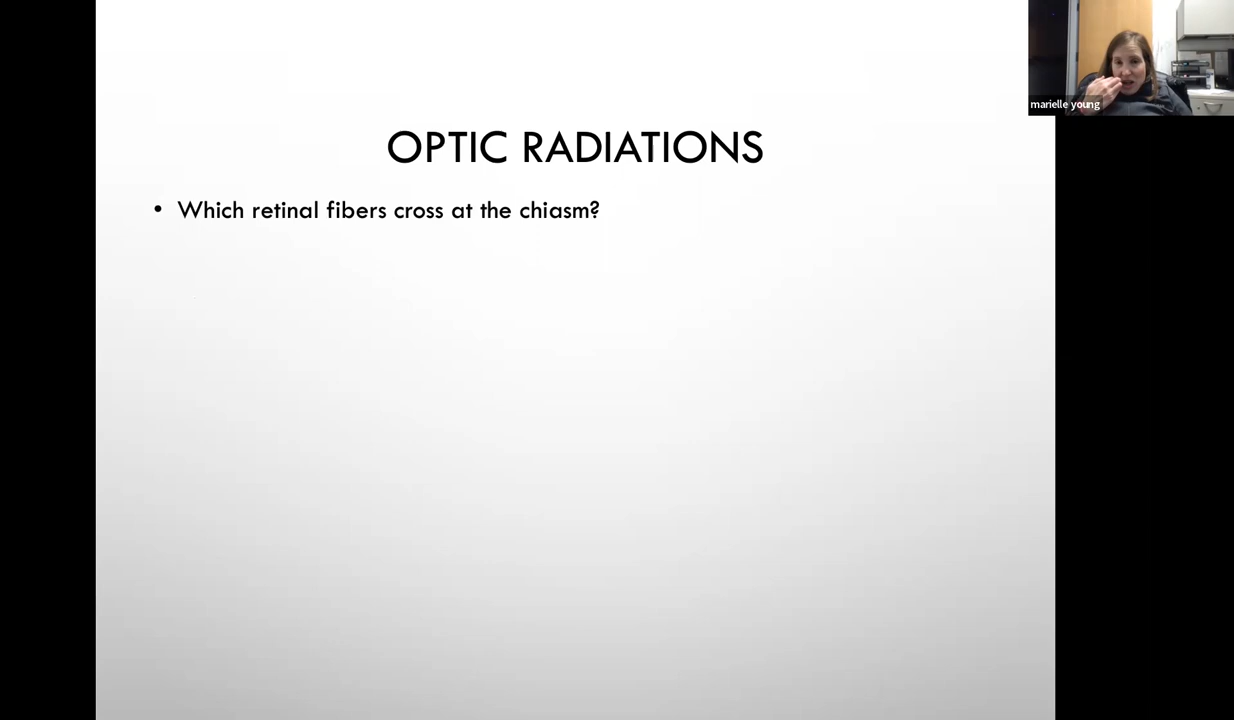 marielle young
OPTIC RADIATIONS
• Which retinal fibers cross at the chiasm?